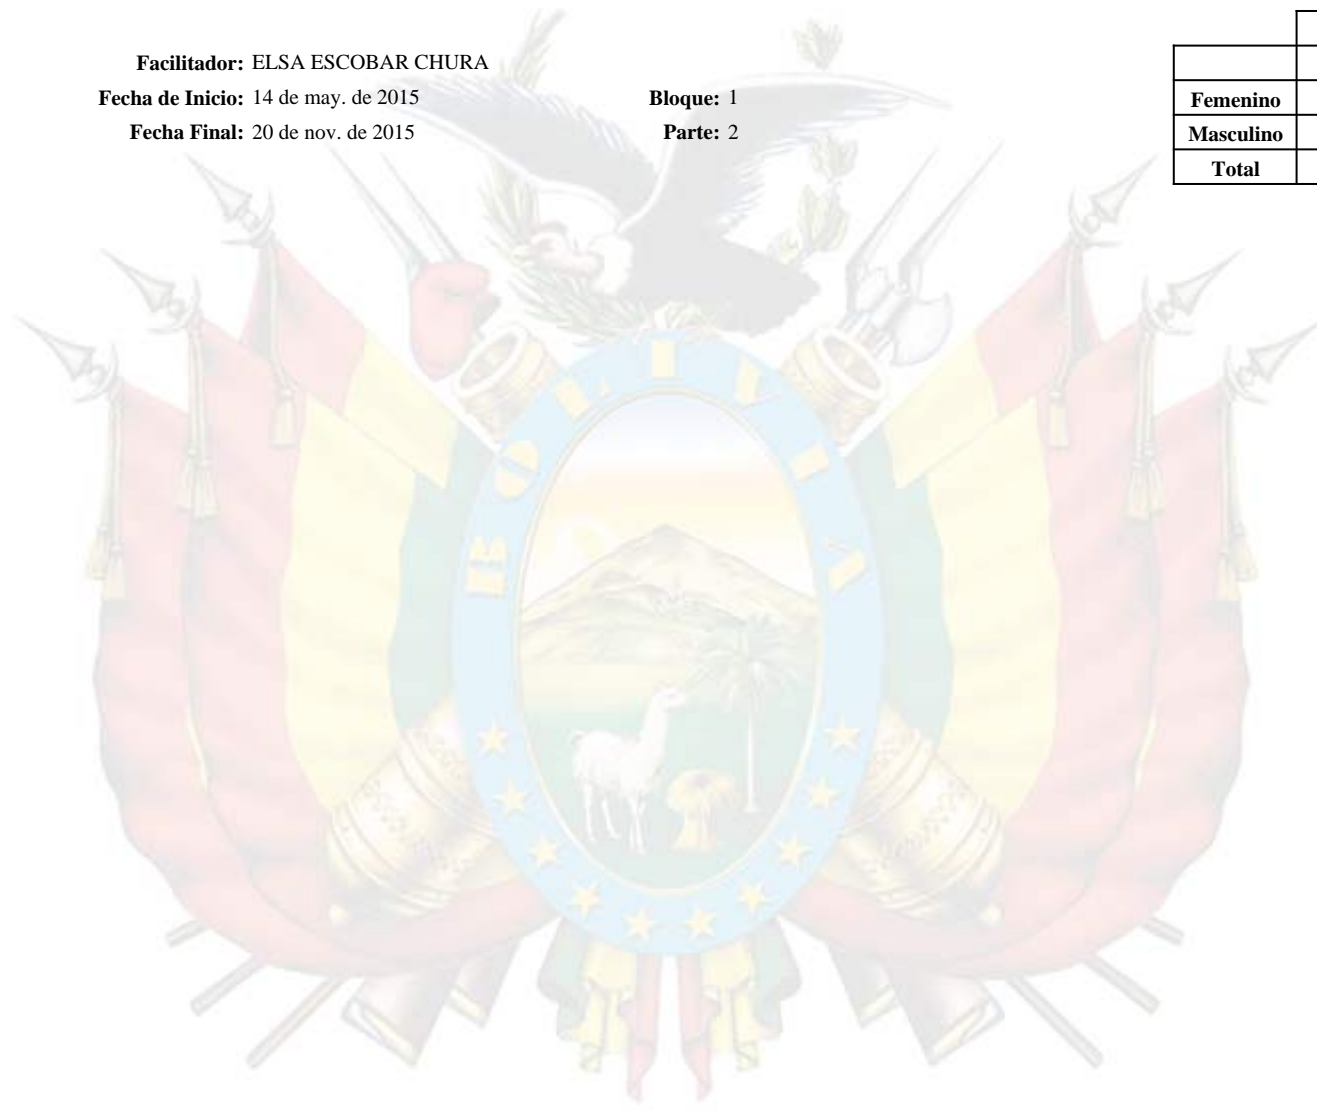 Facilitador: ELSA ESCOBAR CHURA
Fecha de Inicio: 14 de may. de 2015 Bloque: 1
Fecha Final: 20 de nov. de 2015 Parte: 2
Femenino
Masculino
Total
BOLIVIA